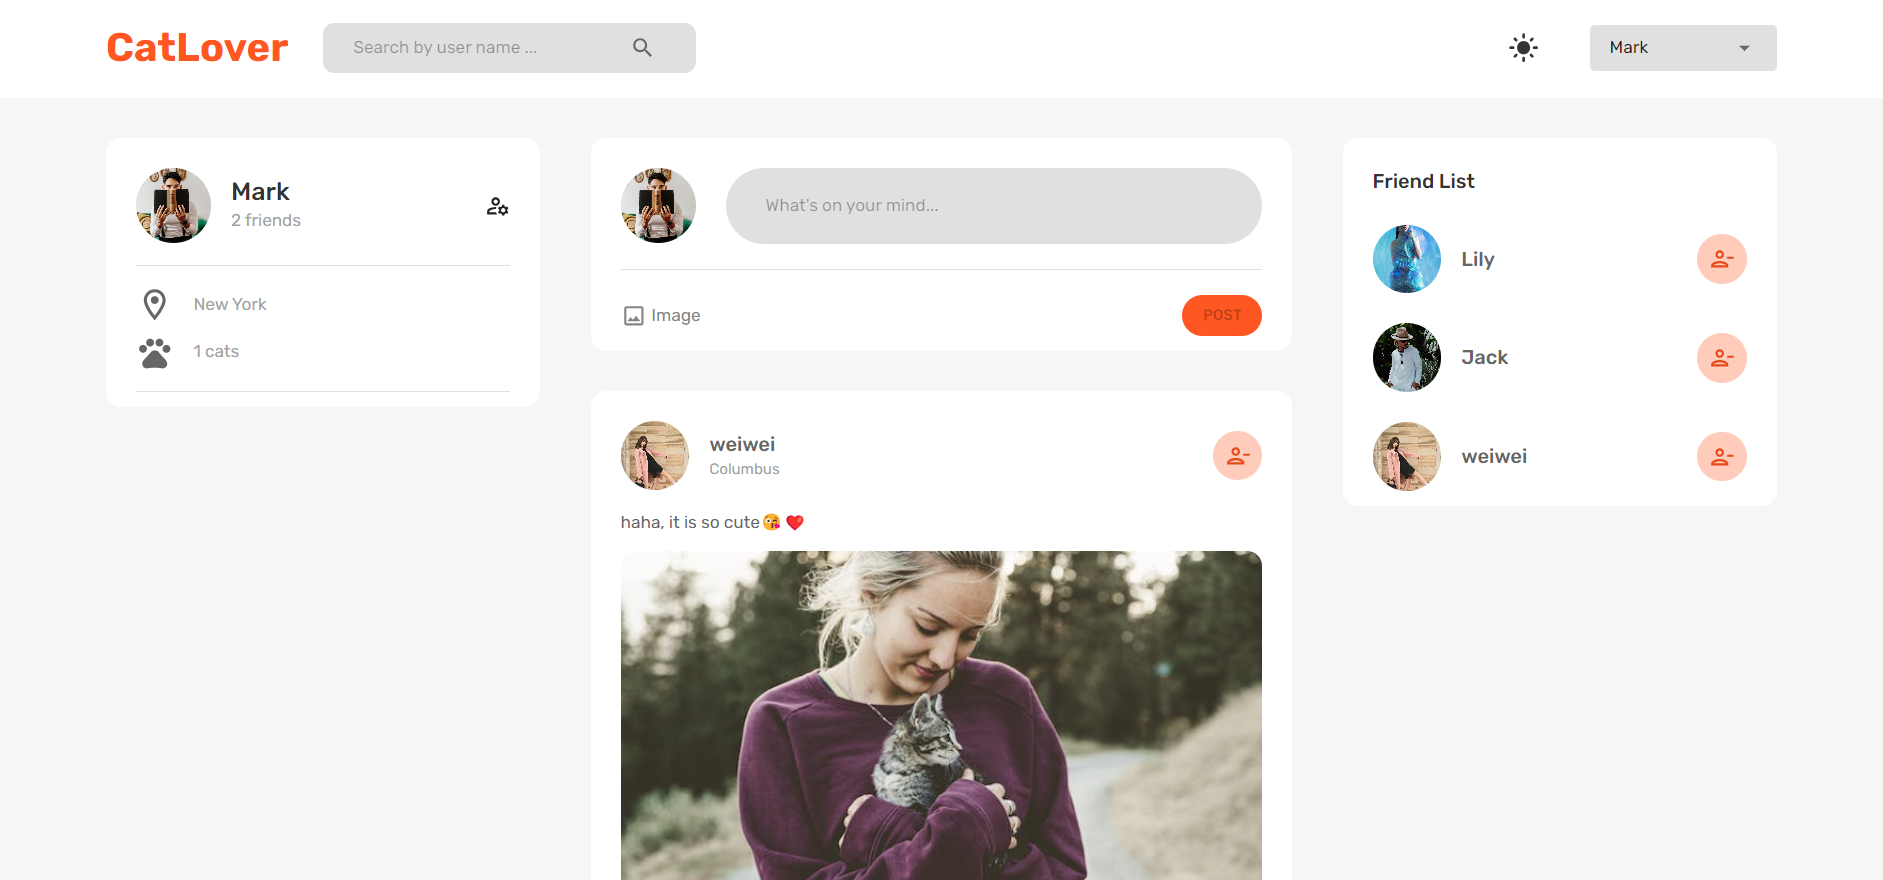 CatLover
Search by user name ...
Mark
Mark
2 friends
New York
1 cats
What's on your mind...
Image
POST
weiwei
Columbus
haha, it is so cute😘 ❤️
Friend List
Lily
Jack
weiwei